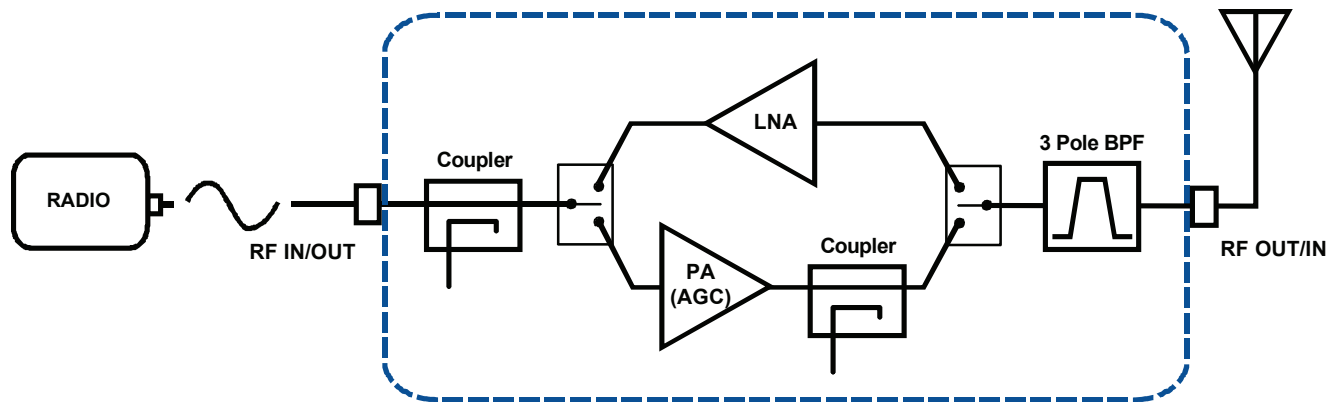 LNA
3 Pole BPF
Coupler
RADIO
RF IN/OUT
Coupler
RF OUT/IN
PA
(AGC)